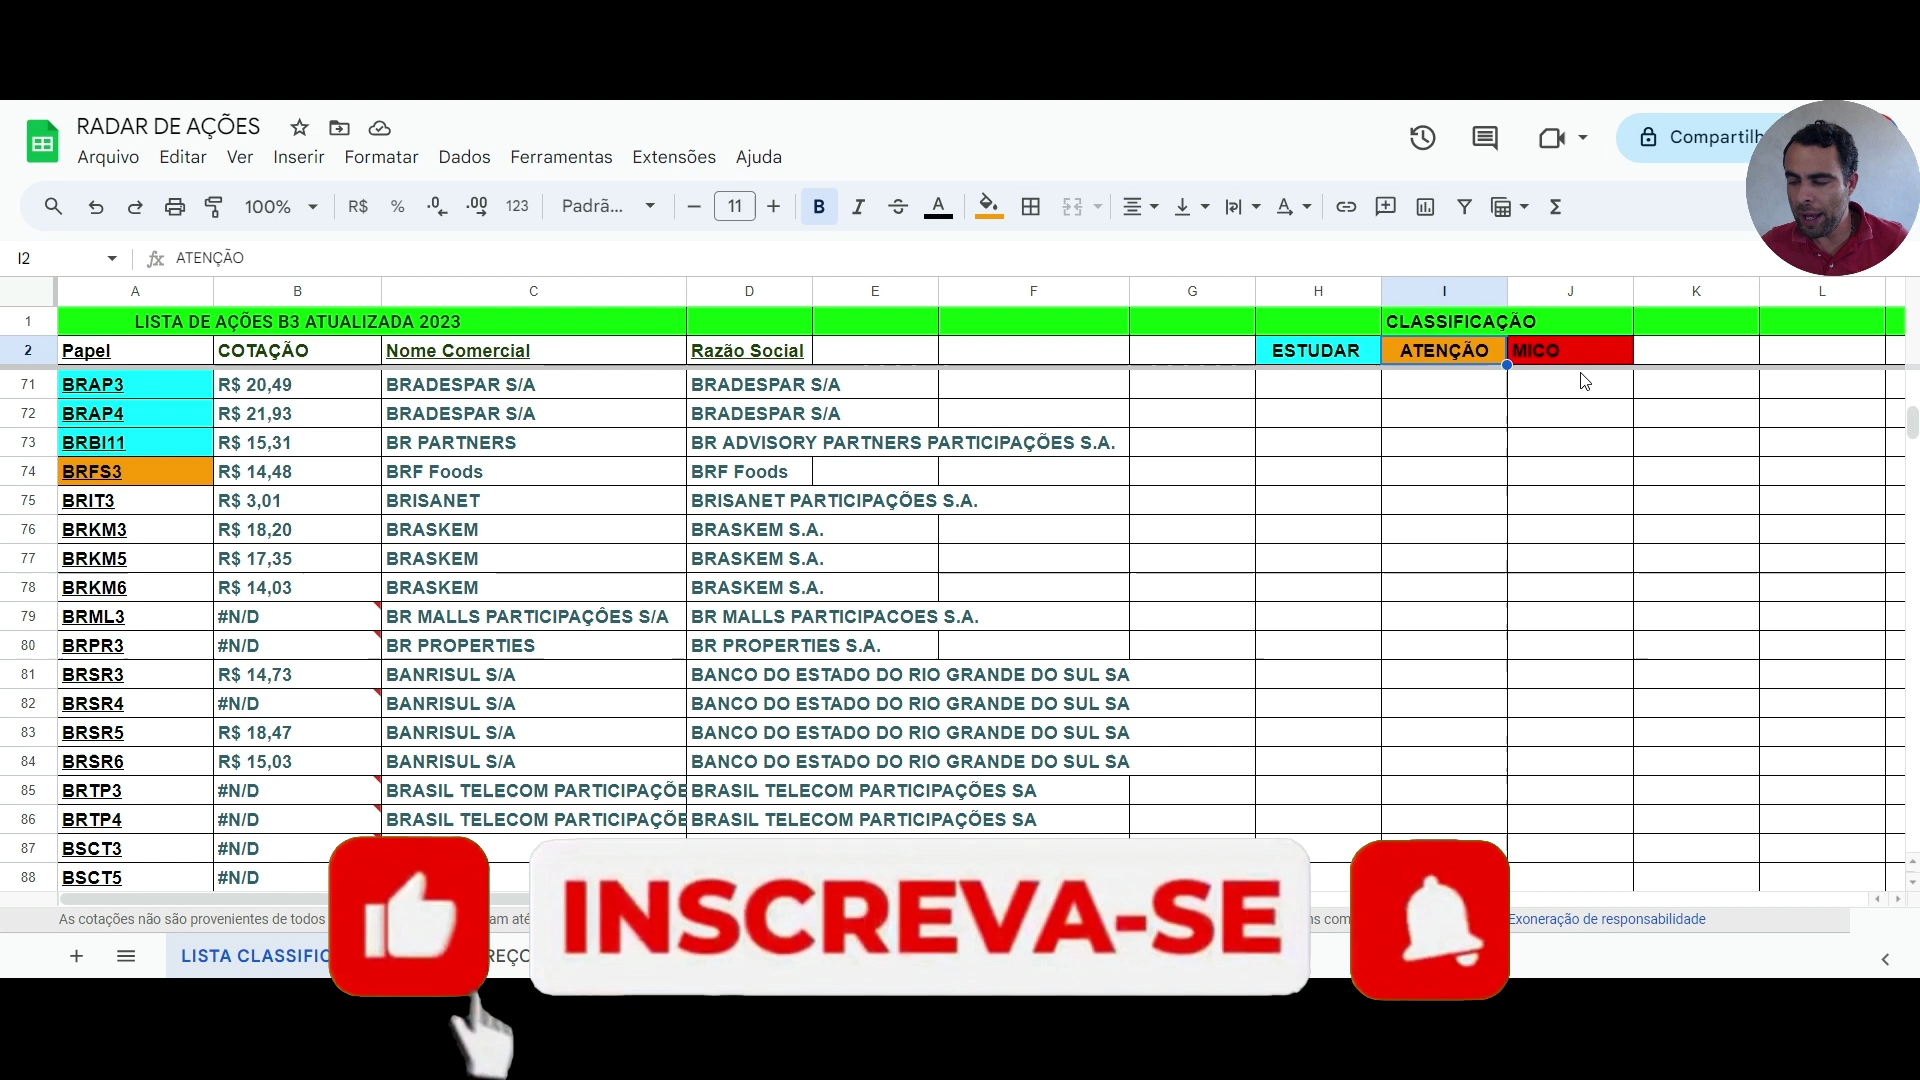 RADAR DE AÇÕES
Arquivo Editar Ver Inserir Formatar Dados Ferramentas Extensões Ajuda
Compartilh
100% R$ % .0 .00 123 Padrã... 11 B I A
I2 ATENÇÃO
A B C D E F G H I J K L
1 LISTA DE AÇÕES B3 ATUALIZADA 2023 CLASSIFICAÇÃO
2 Papel COTAÇÃO Nome Comercial Razão Social ESTUDAR ATENÇÃO MICO
71 BRAP3 R$ 20,49 BRADESPAR S/A BRADESPAR S/A
72 BRAP4 R$ 21,93 BRADESPAR S/A BRADESPAR S/A
73 BRBI11 R$ 15,31 BR PARTNERS BR ADVISORY PARTNERS PARTICIPAÇÕES S.A.
74 BRFS3 R$ 14,48 BRF Foods BRF Foods
75 BRIT3 R$ 3,01 BRISANET BRISANET PARTICIPAÇÕES S.A.
76 BRKM3 R$ 18,20 BRASKEM BRASKEM S.A.
77 BRKM5 R$ 17,35 BRASKEM BRASKEM S.A.
78 BRKM6 R$ 14,03 BRASKEM BRASKEM S.A.
79 BRML3 #N/D BR MALLS PARTICIPAÇÔES S/A BR MALLS PARTICIPACOES S.A.
80 BRPR3 #N/D BR PROPERTIES BR PROPERTIES S.A.
81 BRSR3 R$ 14,73 BANRISUL S/A BANCO DO ESTADO DO RIO GRANDE DO SUL SA
82 BRSR4 #N/D BANRISUL S/A BANCO DO ESTADO DO RIO GRANDE DO SUL SA
83 BRSR5 R$ 18,47 BANRISUL S/A BANCO DO ESTADO DO RIO GRANDE DO SUL SA
84 BRSR6 R$ 15,03 BANRISUL S/A BANCO DO ESTADO DO RIO GRANDE DO SUL SA
85 BRTP3 #N/D BRASIL TELECOM PARTICIPAÇÕE BRASIL TELECOM PARTICIPAÇÕES SA
86 BRTP4 #N/D BRASIL TELECOM PARTICIPAÇÕE BRASIL TELECOM PARTICIPAÇÕES SA
87 BSCT3 #N/D
88 BSCT5 #N/D
INSCREVA-SE
As cotações não são provenientes de todos am até ns com Exoneração de responsabilidade
LISTA CLASSIFIC REÇO